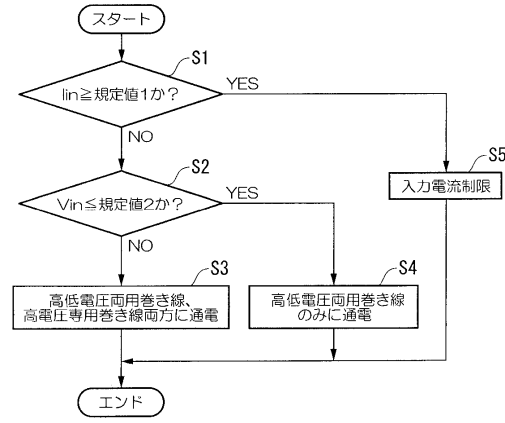 スタート
S1
Iin≧規定値1か?
YES
NO
S5
入力電流制限
S2
Vin≦規定値2か?
YES
NO
S3
高低電圧両用巻き線、
高電圧専用巻き線両方に通電
S4
高低電圧両用巻き線
のみに通電
エンド